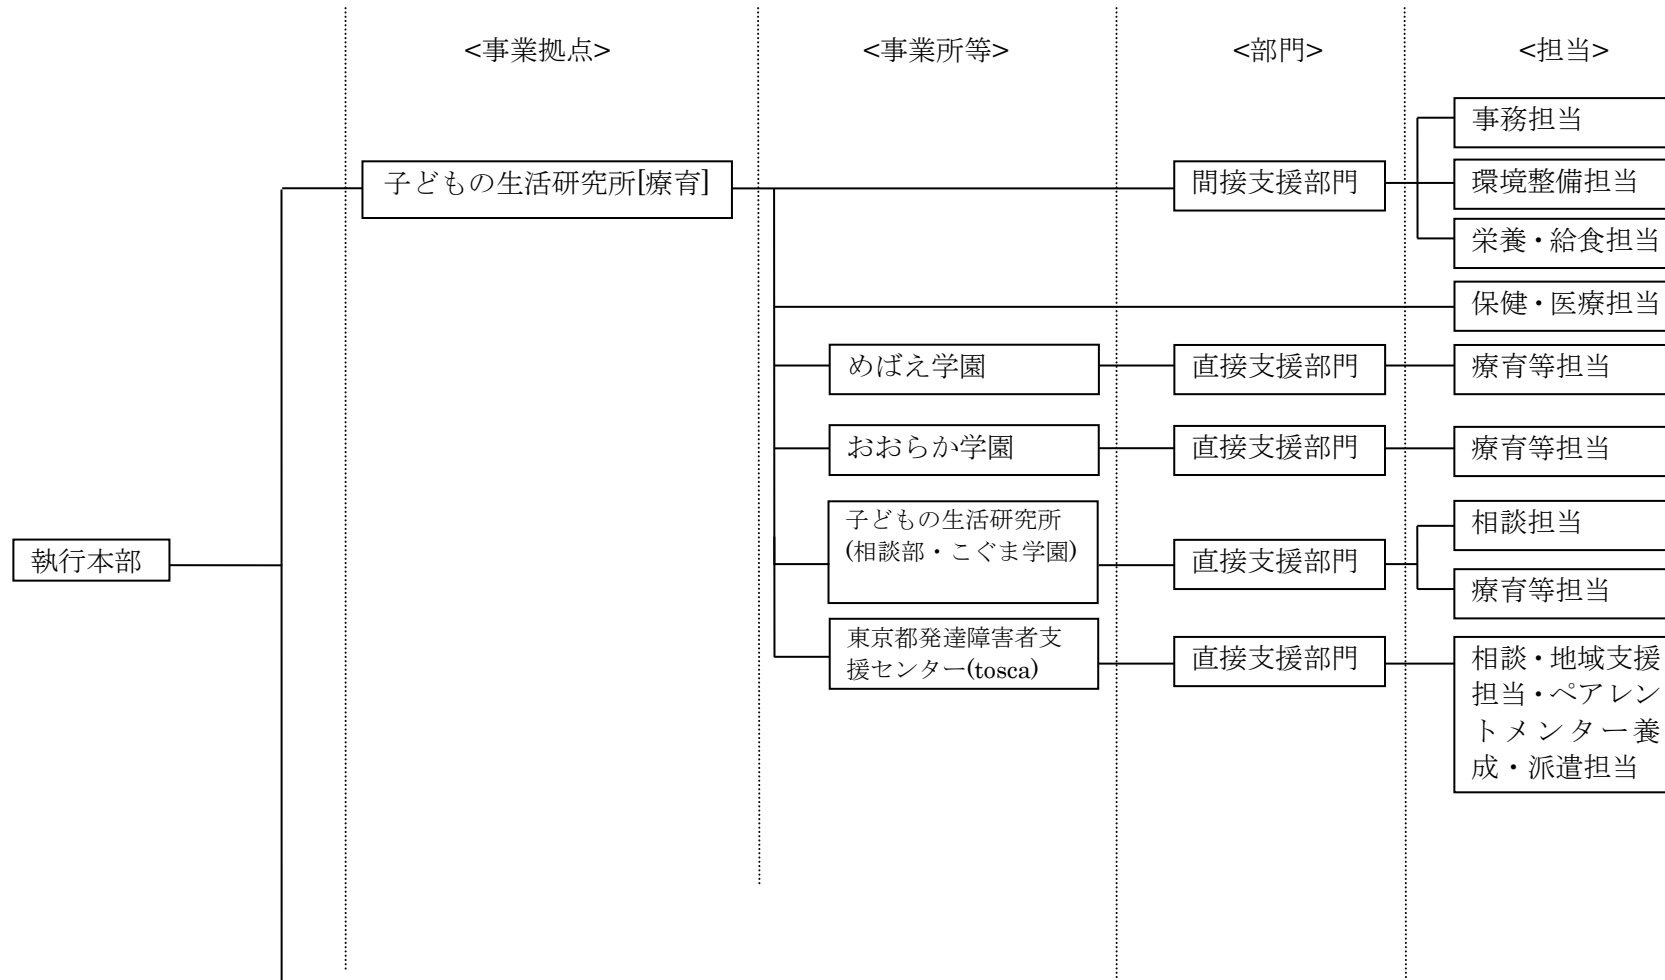 <事業拠点>
<事業所等>
<部門>
<担当>
事務担当
子どもの生活研究所[療育]
間接支援部門
環境整備担当
栄養・給食担当
保健・医療担当
めばえ学園
直接支援部門
療育等担当
おおらか学園
直接支援部門
療育等担当
子どもの生活研究所
(相談部・こぐま学園)
直接支援部門
相談担当
療育等担当
執行本部
東京都発達障害者支
援センター(tosca)
直接支援部門
相談・地域支援
担当・ペアレン
トメンター養
成・派遣担当